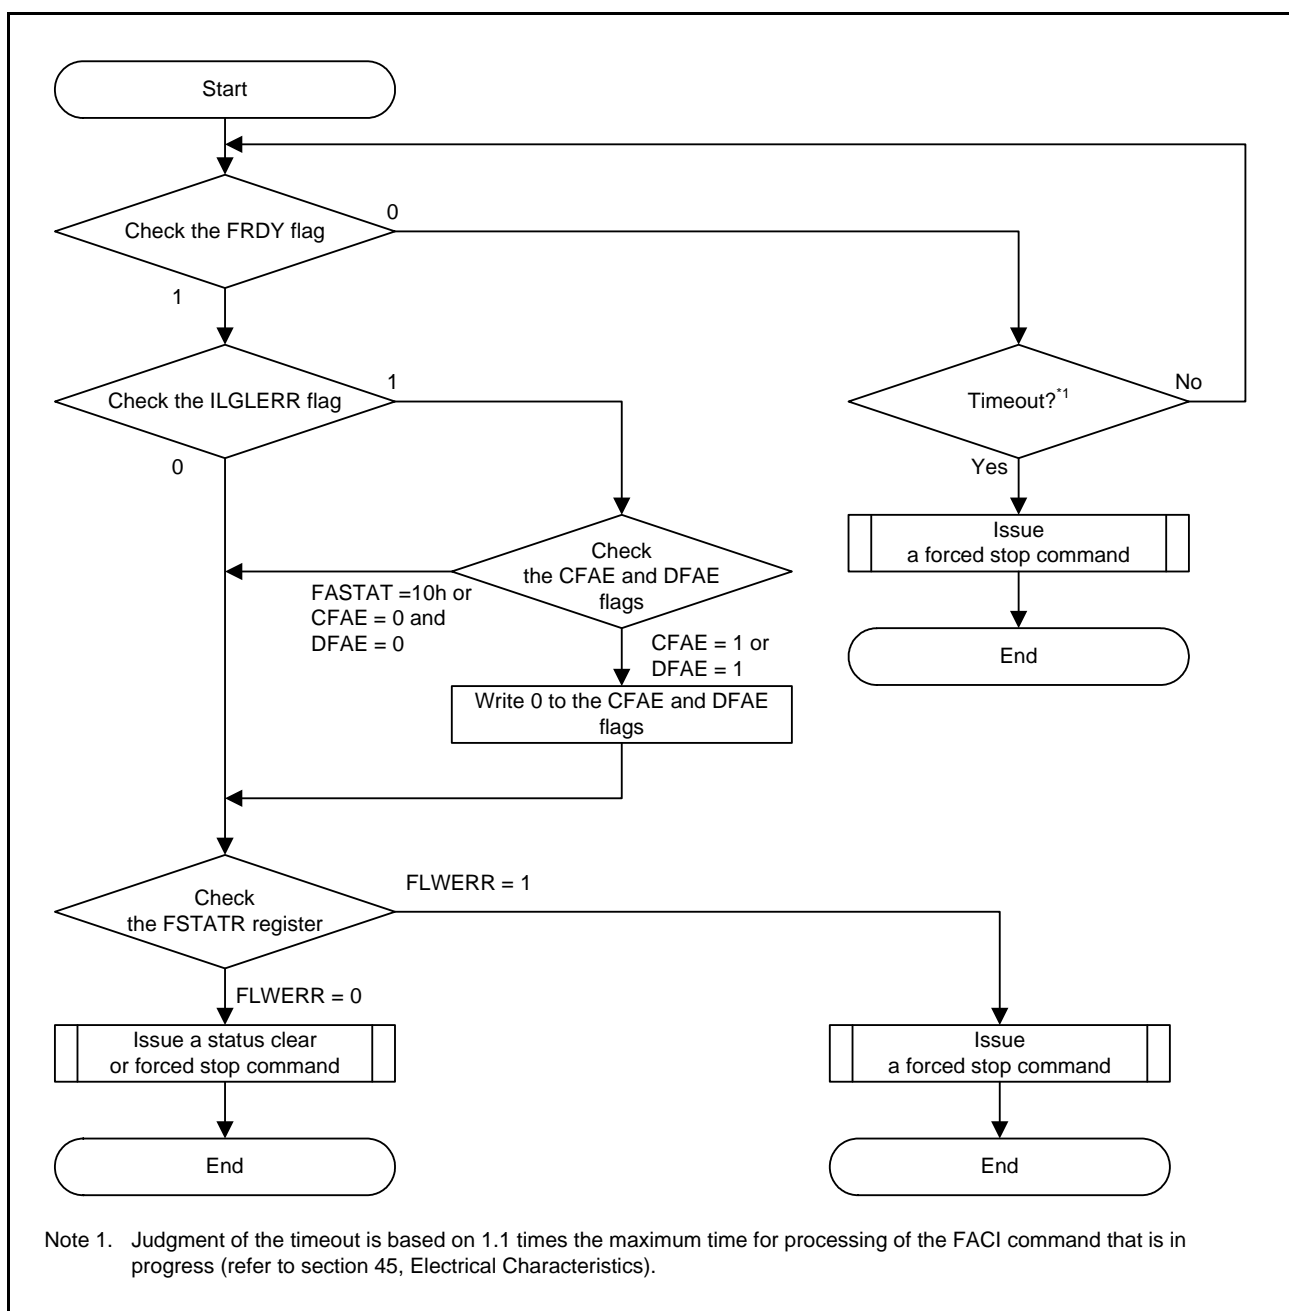 Start
Check the FRDY flag
0
1
Check the ILGLERR flag
1
0
Timeout?*1
No
Yes
Issue
a forced stop command
End
Check
the CFAE and DFAE
flags
FASTAT =10h or
CFAE = 0 and
DFAE = 0
CFAE = 1 or
DFAE = 1
Write 0 to the CFAE and DFAE
flags
Check
the FSTATR register
FLWERR = 1
FLWERR = 0
Issue a status clear
or forced stop command
End
Issue
a forced stop command
End
Note 1. Judgment of the timeout is based on 1.1 times the maximum time for processing of the FACI command that is in
progress (refer to section 45, Electrical Characteristics).